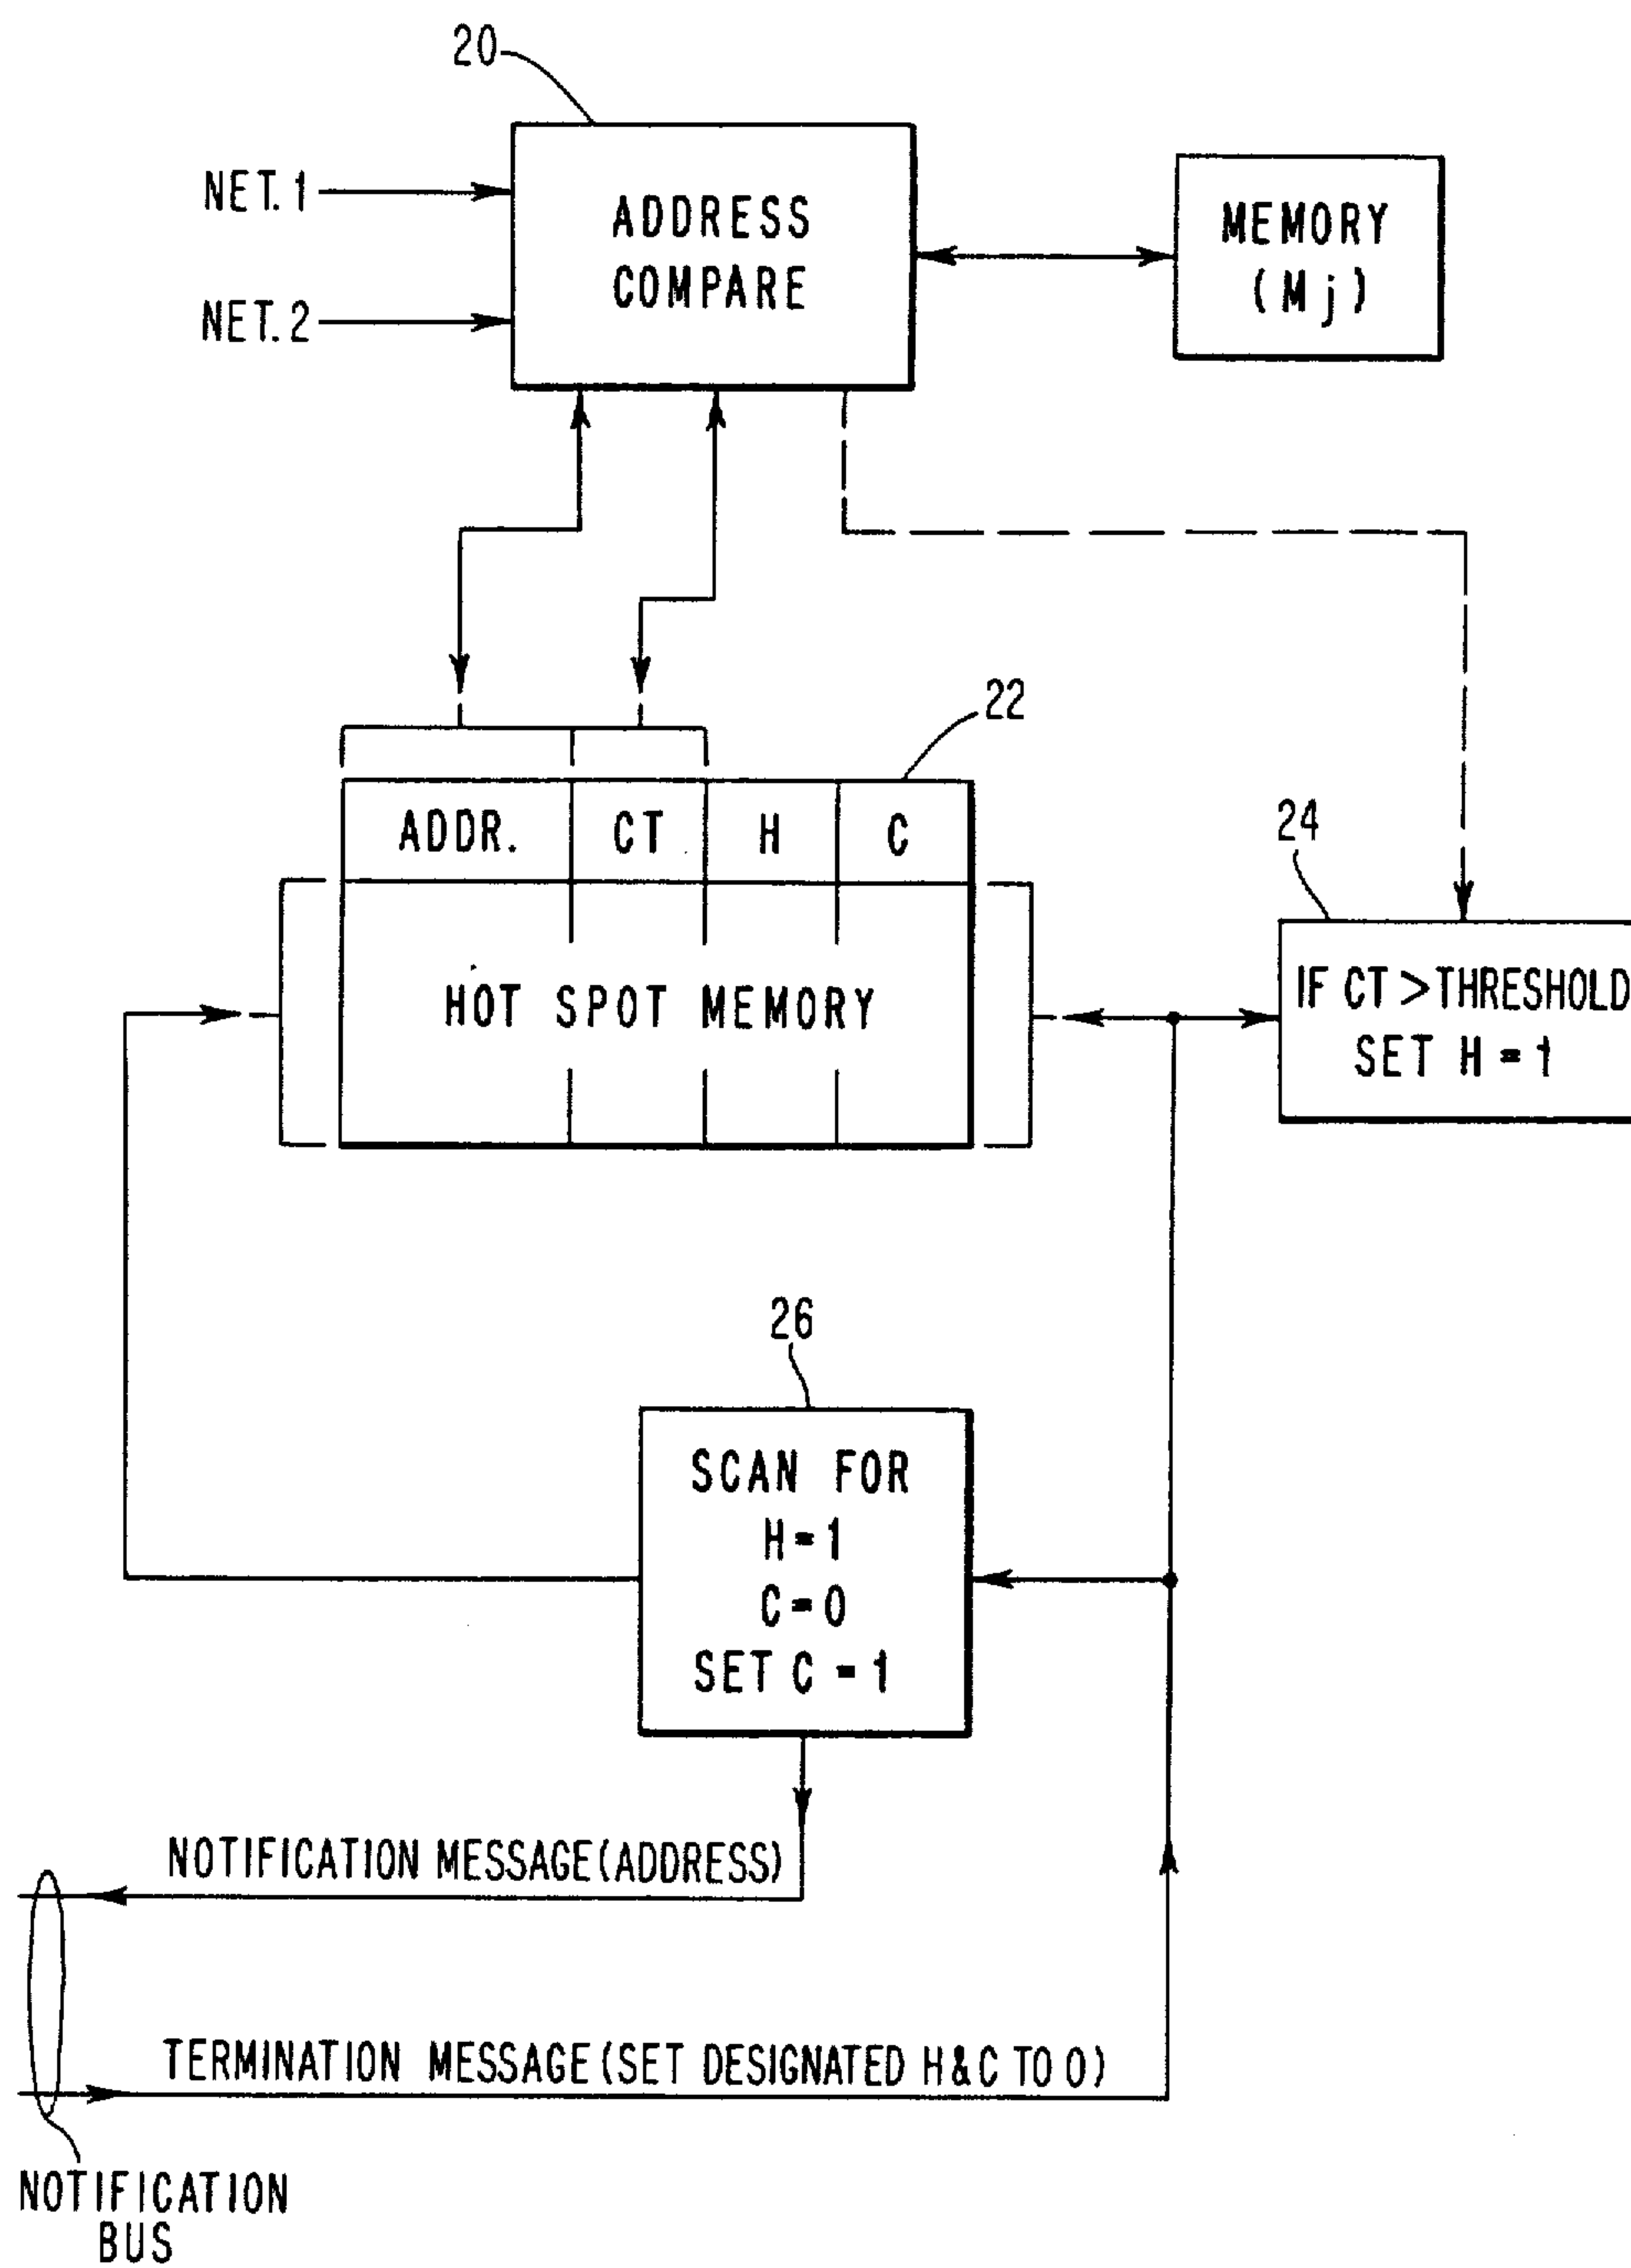 20
NET. 1
NET. 2
ADDRESS
COMPARE
MEMORY
(Mj)
22
ADDR. CT H C
HOT SPOT MEMORY
24
IF CT > THRESHOLD
SET H = 1
26
SCAN FOR
H = 1
C = 0
SET C = 1
NOTIFICATION MESSAGE (ADDRESS)
TERMINATION MESSAGE (SET DESIGNATED H & C TO 0)
NOTIFICATION
BUS